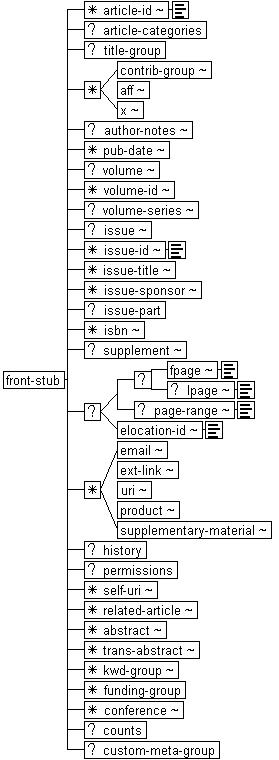 * article-id ~
? article-categories
? title-group
*
contrib-group ~
aff ~
x ~
? author-notes ~
* pub-date ~
? volume ~
* volume-id ~
? volume-series ~
? issue ~
* issue-id ~
* issue-title ~
* issue-sponsor ~
? issue-part
* isbn ~
? supplement ~
front-stub
?
?
fpage ~
? lpage ~
? page-range ~
elocation-id ~
*
email ~
ext-link ~
uri ~
product ~
supplementary-material ~
? history
? permissions
* self-uri ~
* related-article ~
* abstract ~
* trans-abstract ~
* kwd-group ~
* funding-group
* conference ~
? counts
? custom-meta-group